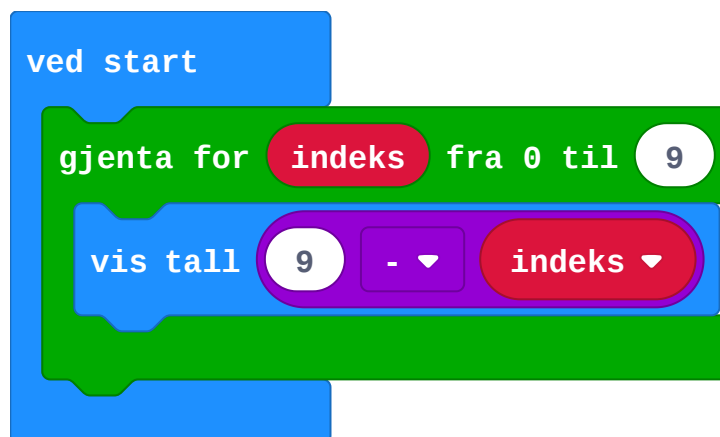 ved start
gjenta for indeks fra 0 til 9
vis tall 9 - indeks